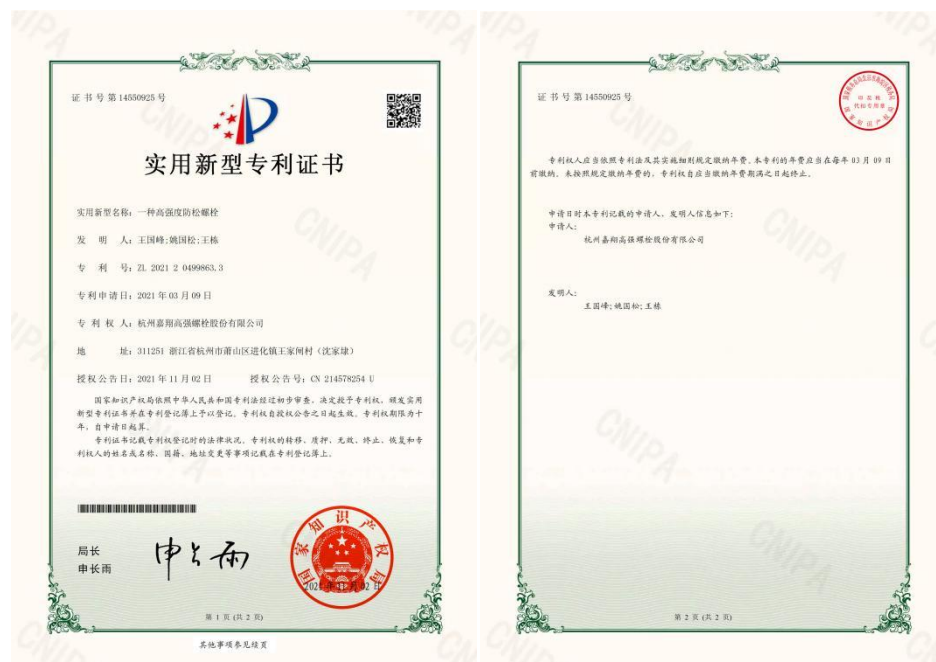 证书号第14550925号
实用新型专利证书
实用新型名称：一种高强度防松螺栓
发明人：王国峰;姚国松;王栋
专利号：ZL 2021 2 0499863.3
专利申请日：2021年03月09日
专利权人：杭州嘉翔高强螺栓股份有限公司
地址：311251 浙江省杭州市萧山区进化镇王家闸村（沈家埭）
授权公告日：2021年11月02日 授权公告号：CN 214578254 U
国家知识产权局依照中华人民共和国专利法经过初步审查，决定授予专利权，颁发实用
新型专利证书并在专利登记簿上予以登记。专利权自授权公告之日起生效。专利权期限为十
年，自申请日起算。
专利证书记载专利权登记时的法律状况。专利权的转移、质押、无效、终止、恢复和专
利权人的姓名或名称、国籍、地址变更等事项记载在专利登记簿上。
局长
申长雨
申长雨
国家知识产权局
2021年11月02日
第 1 页 (共 2 页)
其他事项参见续页
证书号第14550925号
专利权人应当依照专利法及其实施细则规定缴纳年费。本专利的年费应当在每年03月09日
前缴纳。未按照规定缴纳年费的，专利权自应当缴纳年费期满之日起终止。
申请日时本专利记载的申请人、发明人信息如下：
申请人：
杭州嘉翔高强螺栓股份有限公司
发明人：
王国峰;姚国松;王栋
第 2 页 (共 2 页)
CNIPA